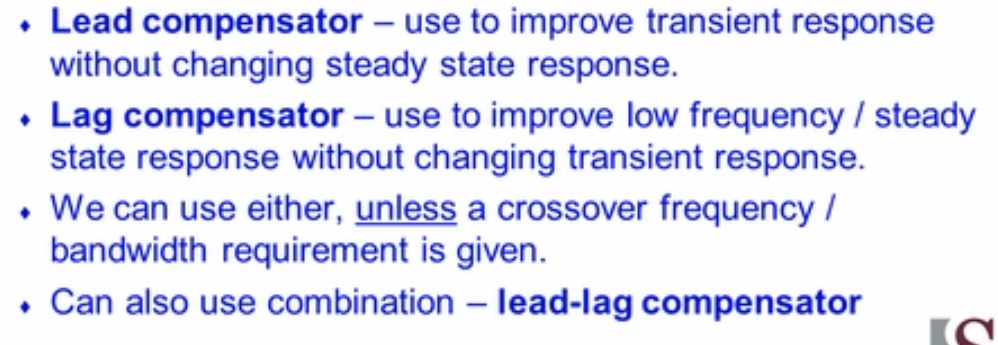 ⬧ Lead compensator – use to improve transient response
without changing steady state response.
⬧ Lag compensator – use to improve low frequency / steady
state response without changing transient response.
⬧ We can use either, unless a crossover frequency /
bandwidth requirement is given.
⬧ Can also use combination – lead-lag compensator